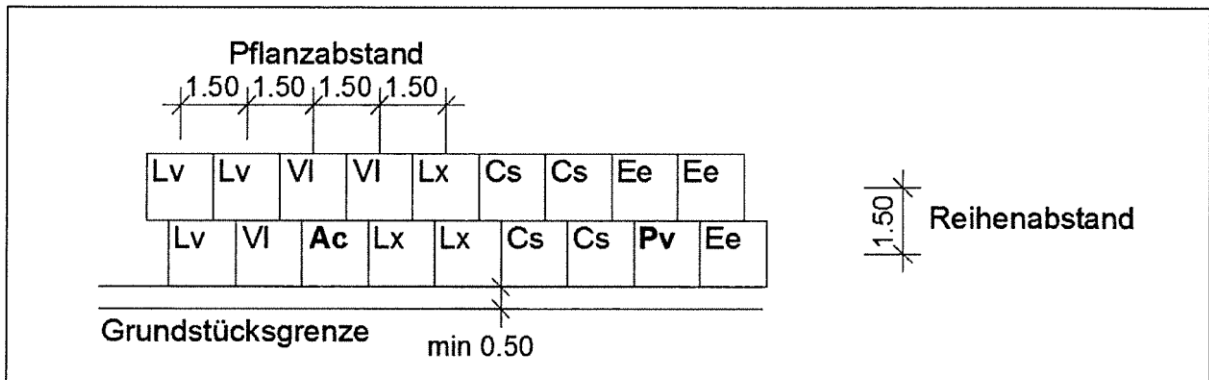 Pflanzabstand
1.50 1.50 1.50 1.50
Lv Lv Vl Vl Lx Cs Cs Ee Ee
Lv Vl Ac Lx Lx Cs Cs Pv Ee
1.50
Reihenabstand
Grundstücksgrenze
min 0.50